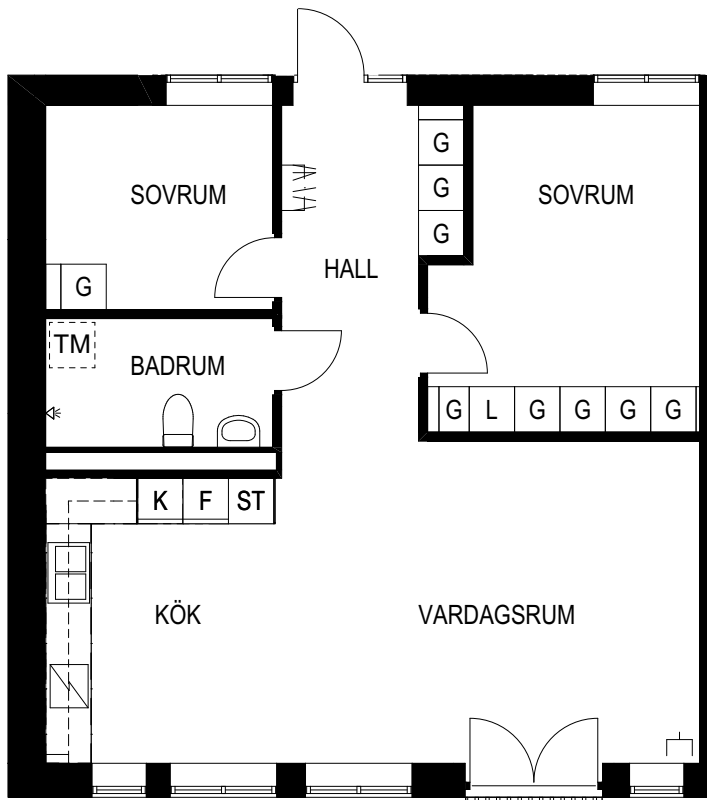 G
G
SOVRUM
SOVRUM
G
HALL
G
TM
BADRUM
G L G G G G
K F ST
KÖK
VARDAGSRUM